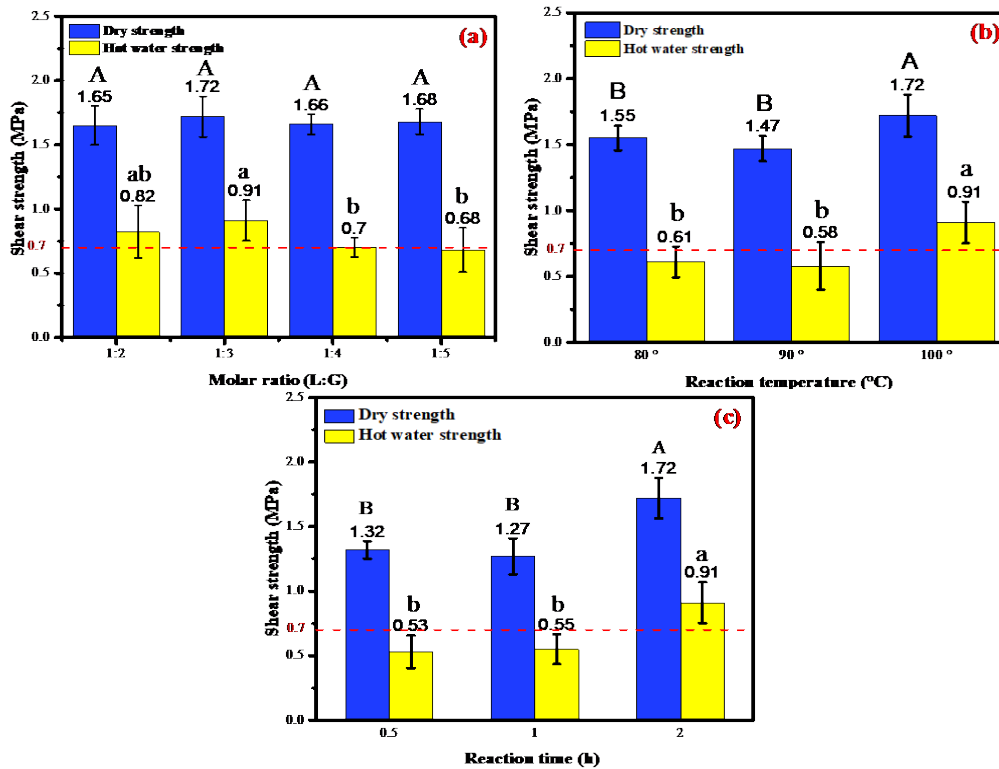 Dry strength
Hot water strength
(a)
Shear strength (MPa)
2.5
2.0
1.5
1.0
0.7
0.5
0.0
A
1.65
A
1.72
A
1.66
A
1.68
ab
0.82
a
0.91
b
0.7
b
0.68
1:2 1:3 1:4 1:5
Molar ratio (L:G)
Dry strength
Hot water strength
(b)
Shear strength (MPa)
2.5
2.0
1.5
1.0
0.7
0.5
0.0
B
1.55
B
1.47
A
1.72
b
0.61
b
0.58
a
0.91
80 º 90 º 100 º
Reaction temperature (ºC)
Dry strength
Hot water strength
(c)
Shear strength (MPa)
2.5
2.0
1.5
1.0
0.7
0.5
0.0
B
1.32
B
1.27
A
1.72
b
0.53
b
0.55
a
0.91
0.5 1 2
Reaction time (h)